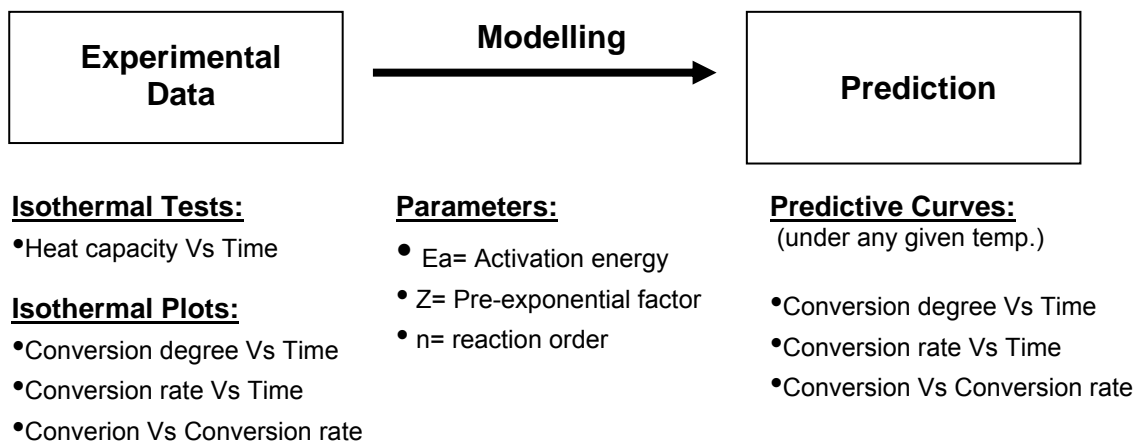 Experimental
Data
Modelling
Prediction
Isothermal Tests:
•Heat capacity Vs Time
Isothermal Plots:
•Conversion degree Vs Time
•Conversion rate Vs Time
•Converion Vs Conversion rate
Parameters:
• Ea= Activation energy
• Z= Pre-exponential factor
• n= reaction order
Predictive Curves:
(under any given temp.)
•Conversion degree Vs Time
•Conversion rate Vs Time
•Conversion Vs Conversion rate